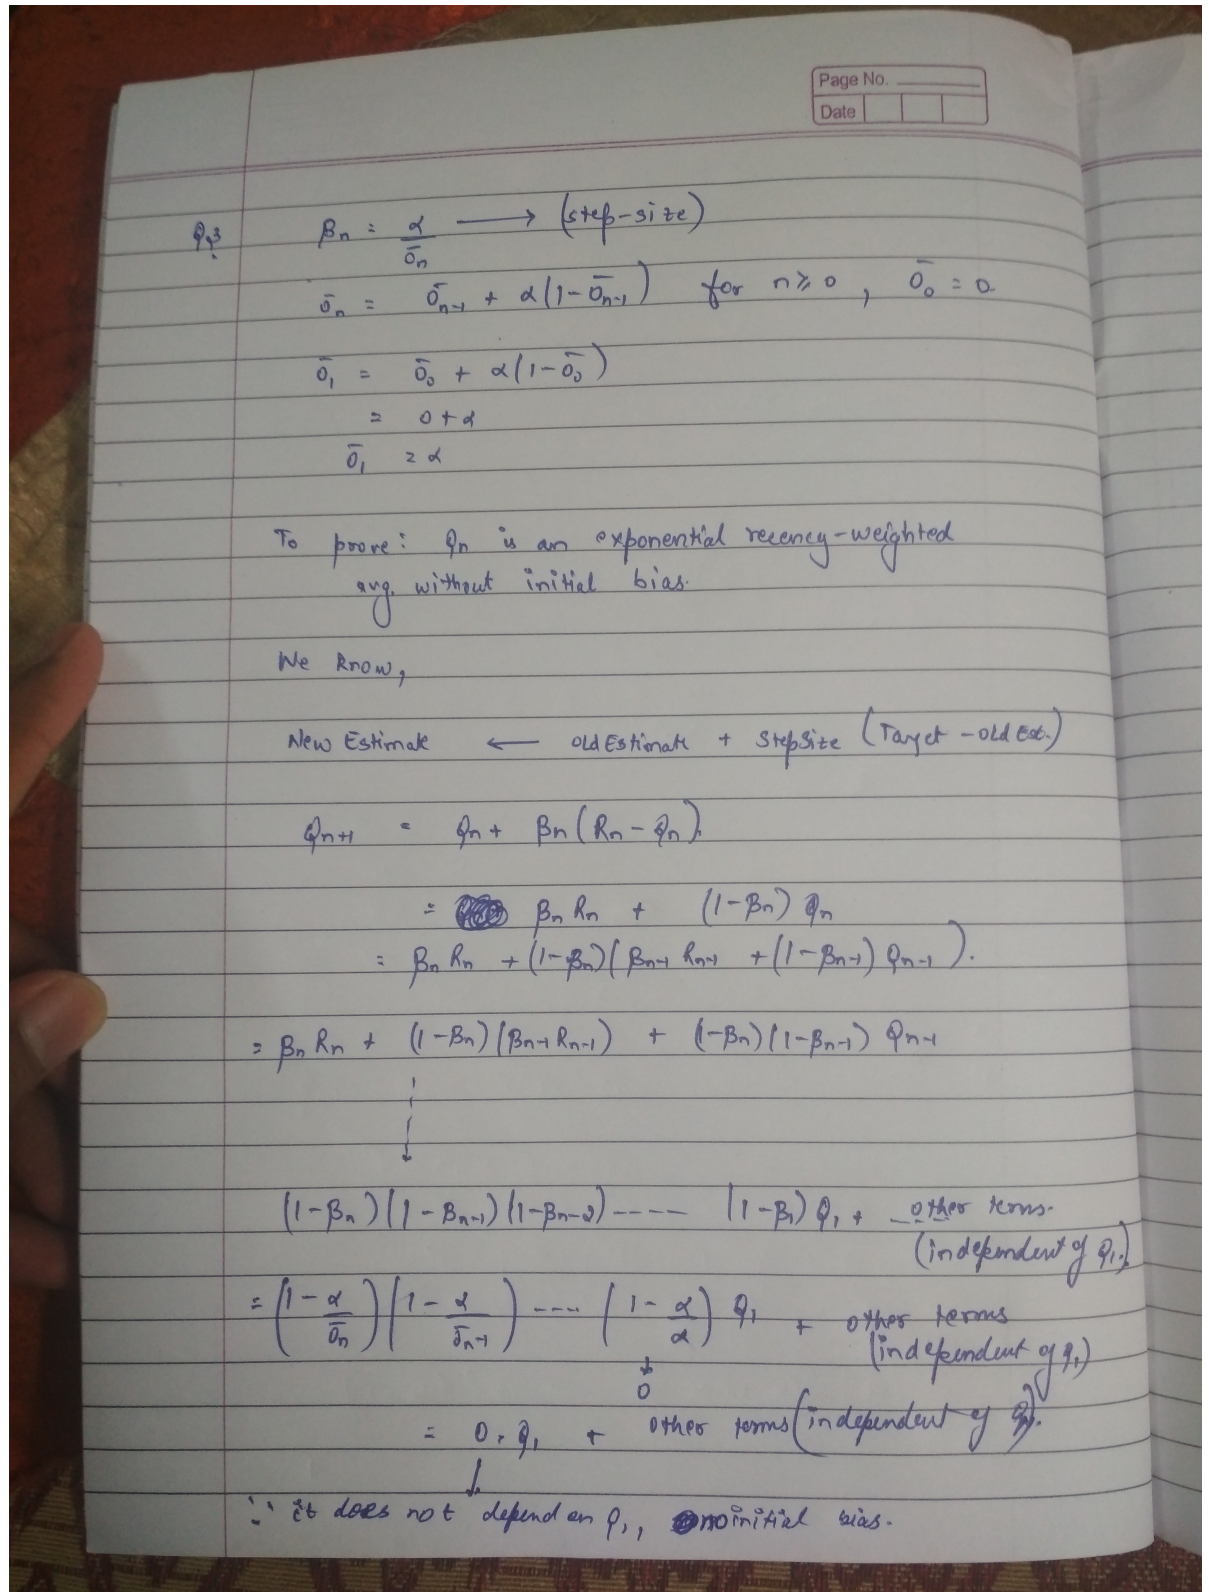 Page No.
Date
Q.3 βn = α/ōn → (step-size)
ōn = ōn-1 + α(1-ōn-1) for n≥0, ō0 = 0.
ō1 = ō0 + α(1-ō0)
= 0+α
ō1 = α
To prove: Qn is an exponential recency-weighted
avg. without initial bias.
We know,
New Estimate ← Old Estimate + StepSize (Target - Old Est.)
Qn+1 = Qn + βn(Rn - Qn).
= βn Rn + (1-βn) Qn
= βn Rn + (1-βn)(βn-1 Rn-1 + (1-βn-1) Qn-1).
= βn Rn + (1-βn)(βn-1 Rn-1) + (1-βn)(1-βn-1) Qn-1
(1-βn)(1-βn-1)(1-βn-2)---- (1-β1) Q1 + ---- other terms.
(independent of Q1.)
= (1-α/ōn)(1-α/ōn-1) ---- (1-α/α) Q1 + other terms
(independent of Q1)
↓
0
= 0. Q1 + other terms (independent of Q1).
↓
∵ it does not depend on Q1, no initial bias.